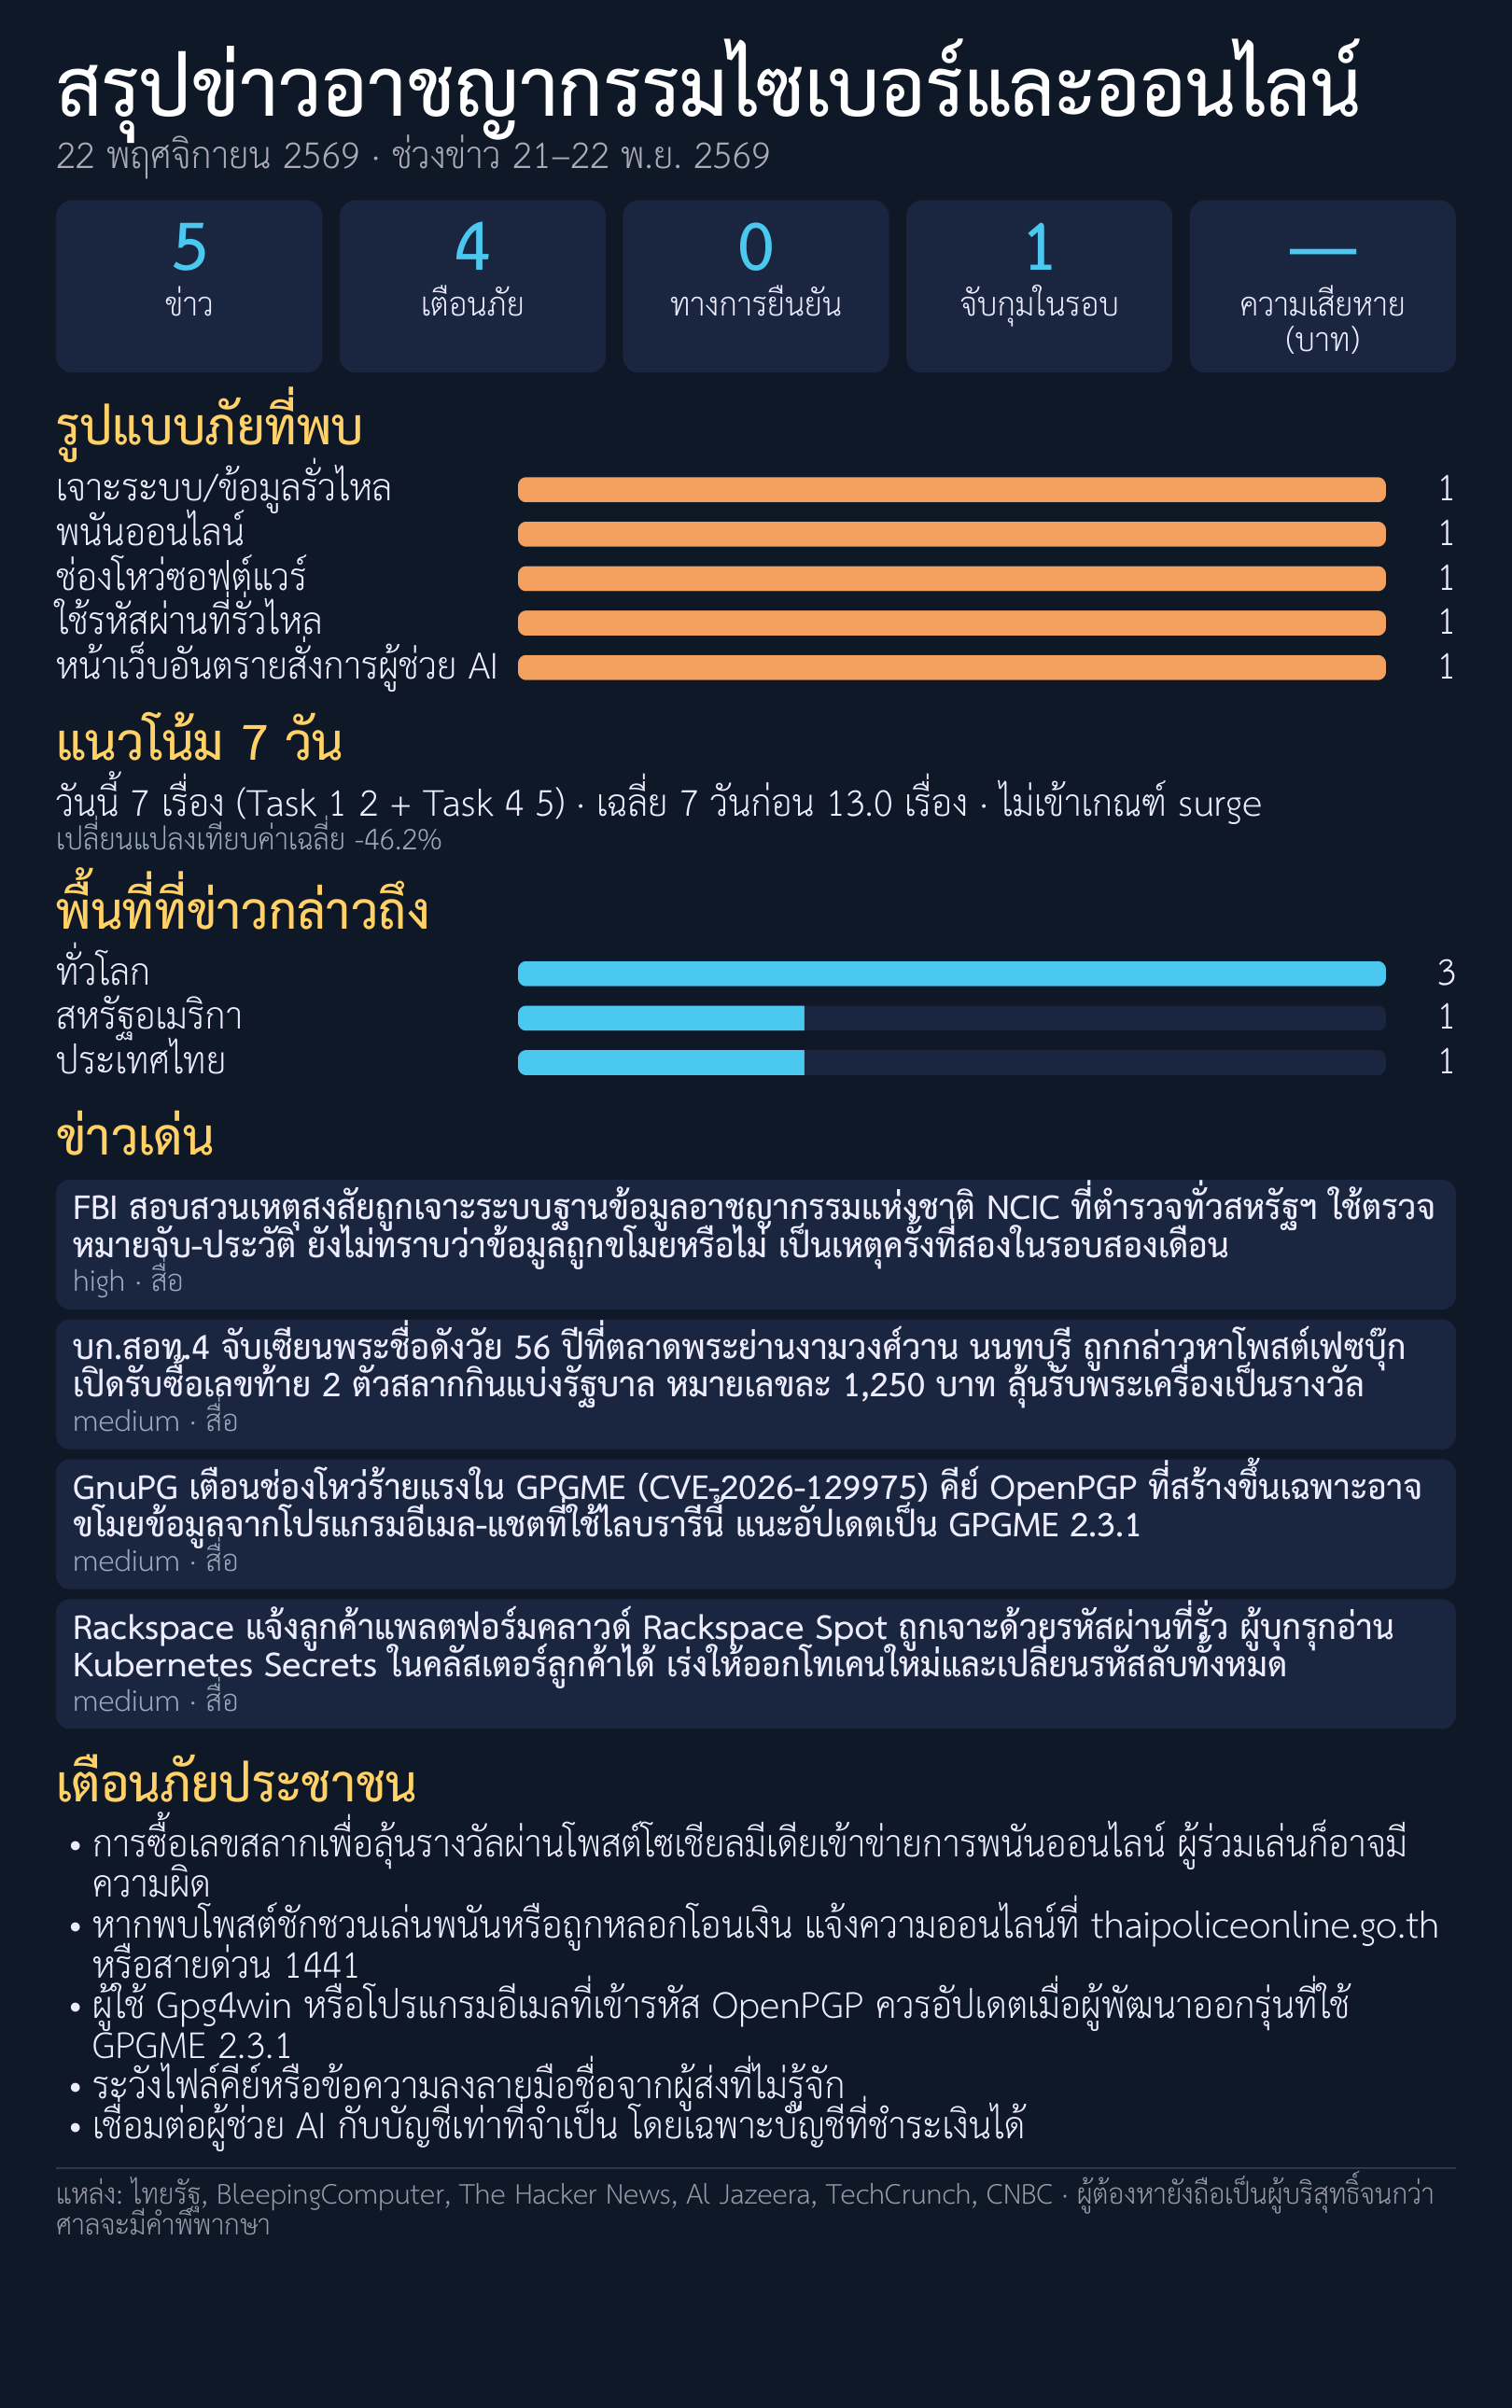 สรุปข่าวอาชญากรรมไซเบอร์และออนไลน์
22 พฤศจิกายน 2569 · ช่วงข่าว 21–22 พ.ย. 2569
5
ข่าว
4
เตือนภัย
0
ทางการยืนยัน
1
จับกุมในรอบ
—
ความเสียหาย
(บาท)
รูปแบบภัยที่พบ
เจาะระบบ/ข้อมูลรั่วไหล 1
พนันออนไลน์ 1
ช่องโหว่ซอฟต์แวร์ 1
ใช้รหัสผ่านที่รั่วไหล 1
หน้าเว็บอันตรายสั่งการผู้ช่วย AI 1
แนวโน้ม 7 วัน
วันนี้ 7 เรื่อง (Task 1 2 + Task 4 5) · เฉลี่ย 7 วันก่อน 13.0 เรื่อง · ไม่เข้าเกณฑ์ surge
เปลี่ยนแปลงเทียบค่าเฉลี่ย -46.2%
พื้นที่ที่ข่าวกล่าวถึง
ทั่วโลก 3
สหรัฐอเมริกา 1
ประเทศไทย 1
ข่าวเด่น
FBI สอบสวนเหตุสงสัยถูกเจาะระบบฐานข้อมูลอาชญากรรมแห่งชาติ NCIC ที่ตำรวจทั่วสหรัฐฯ ใช้ตรวจ
หมายจับ-ประวัติ ยังไม่ทราบว่าข้อมูลถูกขโมยหรือไม่ เป็นเหตุครั้งที่สองในรอบสองเดือน
high · สื่อ
บก.สอท.4 จับเซียนพระชื่อดังวัย 56 ปีที่ตลาดพระย่านงามวงศ์วาน นนทบุรี ถูกกล่าวหาโพสต์เฟซบุ๊ก
เปิดรับซื้อเลขท้าย 2 ตัวสลากกินแบ่งรัฐบาล หมายเลขละ 1,250 บาท ลุ้นรับพระเครื่องเป็นรางวัล
medium · สื่อ
GnuPG เตือนช่องโหว่ร้ายแรงใน GPGME (CVE-2026-129975) คีย์ OpenPGP ที่สร้างขึ้นเฉพาะอาจ
ขโมยข้อมูลจากโปรแกรมอีเมล-แชตที่ใช้ไลบรารีนี้ แนะอัปเดตเป็น GPGME 2.3.1
medium · สื่อ
Rackspace แจ้งลูกค้าแพลตฟอร์มคลาวด์ Rackspace Spot ถูกเจาะด้วยรหัสผ่านที่รั่ว ผู้บุกรุกอ่าน
Kubernetes Secrets ในคลัสเตอร์ลูกค้าได้ เร่งให้ออกโทเคนใหม่และเปลี่ยนรหัสลับทั้งหมด
medium · สื่อ
เตือนภัยประชาชน
• การซื้อเลขสลากเพื่อลุ้นรางวัลผ่านโพสต์โซเชียลมีเดียเข้าข่ายการพนันออนไลน์ ผู้ร่วมเล่นก็อาจมี
ความผิด
• หากพบโพสต์ชักชวนเล่นพนันหรือถูกหลอกโอนเงิน แจ้งความออนไลน์ที่ thaipoliceonline.go.th
หรือสายด่วน 1441
• ผู้ใช้ Gpg4win หรือโปรแกรมอีเมลที่เข้ารหัส OpenPGP ควรอัปเดตเมื่อผู้พัฒนาออกรุ่นที่ใช้
GPGME 2.3.1
• ระวังไฟล์คีย์หรือข้อความลงลายมือชื่อจากผู้ส่งที่ไม่รู้จัก
• เชื่อมต่อผู้ช่วย AI กับบัญชีเท่าที่จำเป็น โดยเฉพาะบัญชีที่ชำระเงินได้
แหล่ง: ไทยรัฐ, BleepingComputer, The Hacker News, Al Jazeera, TechCrunch, CNBC · ผู้ต้องหายังถือเป็นผู้บริสุทธิ์จนกว่า
ศาลจะมีคำพิพากษา